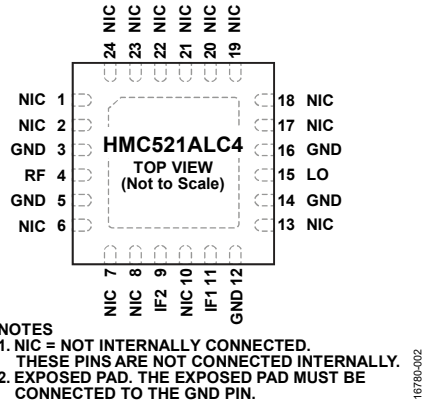 24 NIC
23 NIC
22 NIC
21 NIC
20 NIC
19 NIC
NIC 1
NIC 2
GND 3
RF 4
GND 5
NIC 6
HMC521ALC4
TOP VIEW
(Not to Scale)
18 NIC
17 NIC
16 GND
15 LO
14 GND
13 NIC
NIC 7
NIC 8
IF2 9
NIC 10
IF1 11
GND 12
NOTES
1. NIC = NOT INTERNALLY CONNECTED.
THESE PINS ARE NOT CONNECTED INTERNALLY.
2. EXPOSED PAD. THE EXPOSED PAD MUST BE
CONNECTED TO THE GND PIN.
16780-002